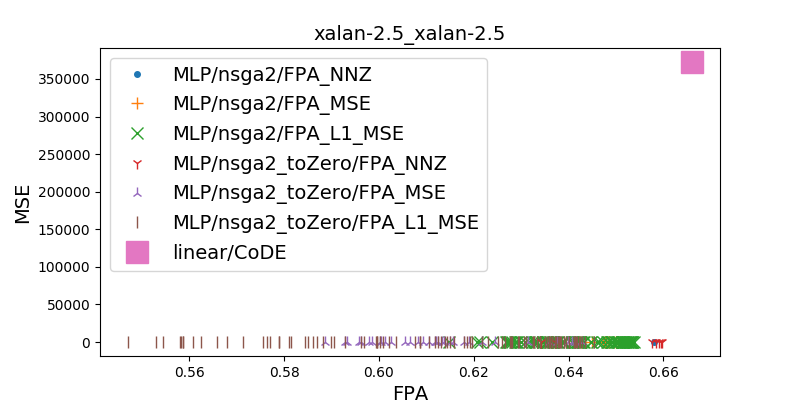 xalan-2.5_xalan-2.5
MSE
350000
300000
250000
200000
150000
100000
50000
0
MLP/nsga2/FPA_NNZ
MLP/nsga2/FPA_MSE
MLP/nsga2/FPA_L1_MSE
MLP/nsga2_toZero/FPA_NNZ
MLP/nsga2_toZero/FPA_MSE
MLP/nsga2_toZero/FPA_L1_MSE
linear/CoDE
0.56 0.58 0.60 0.62 0.64 0.66
FPA